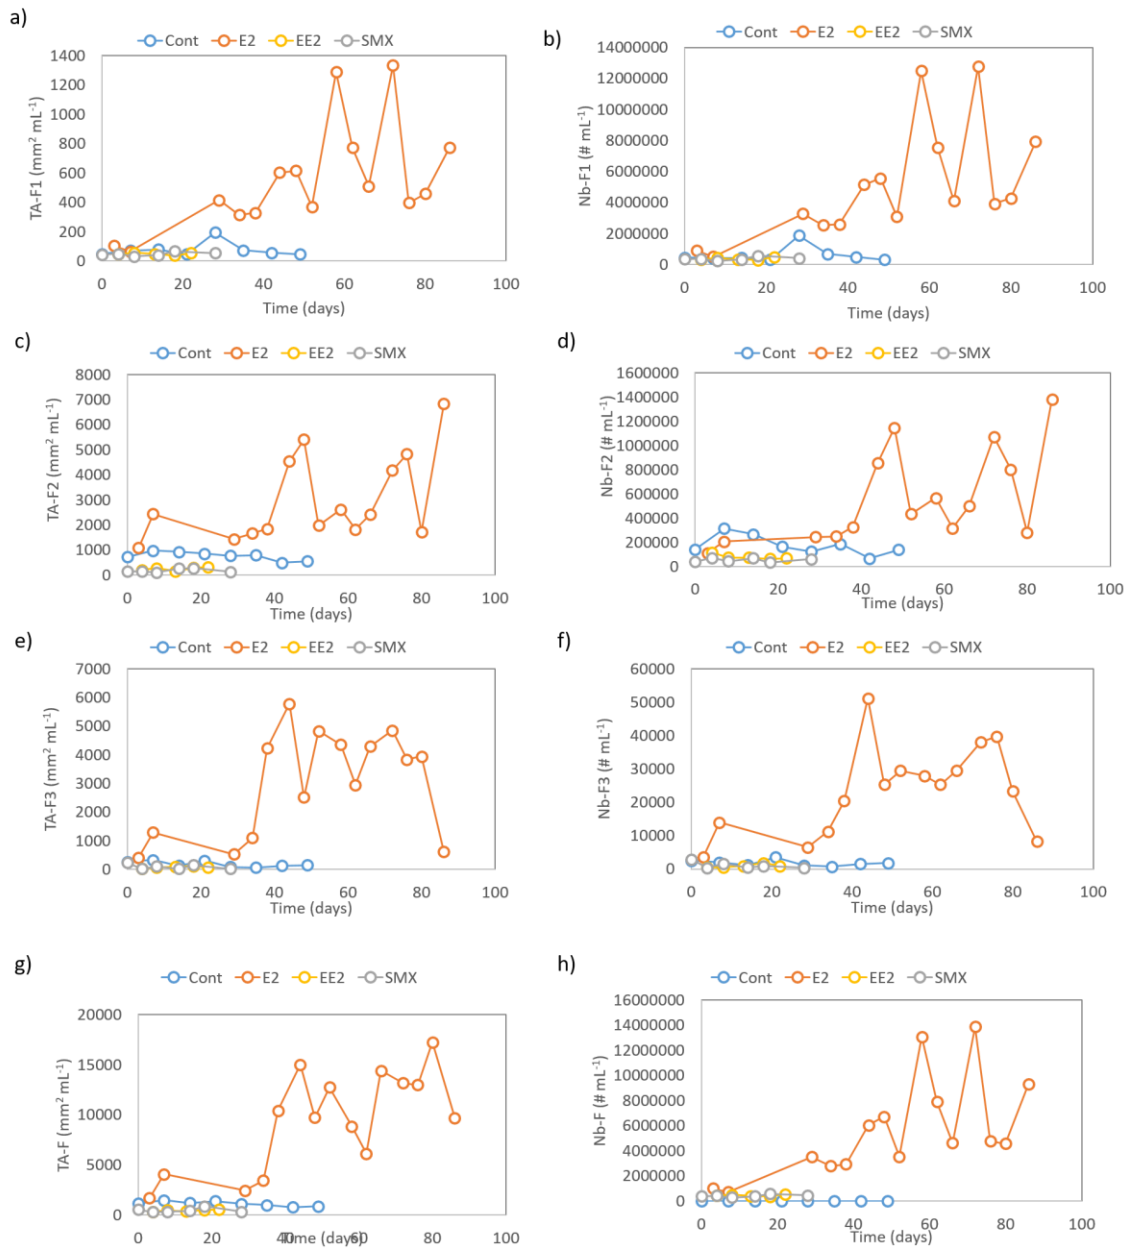 a)
Cont E2 EE2 SMX
TA-F1 (mm² mL⁻¹)
1400
1200
1000
800
600
400
200
0
0 20 40 60 80 100
Time (days)
b)
Cont E2 EE2 SMX
Nb-F1 (# mL⁻¹)
14000000
12000000
10000000
8000000
6000000
4000000
2000000
0
0 20 40 60 80 100
Time (days)
c)
Cont E2 EE2 SMX
TA-F2 (mm² mL⁻¹)
8000
7000
6000
5000
4000
3000
2000
1000
0
0 20 40 60 80 100
Time (days)
d)
Cont E2 EE2 SMX
Nb-F2 (# mL⁻¹)
1600000
1400000
1200000
1000000
800000
600000
400000
200000
0
0 20 40 60 80 100
Time (days)
e)
Cont E2 EE2 SMX
TA-F3 (mm² mL⁻¹)
7000
6000
5000
4000
3000
2000
1000
0
0 20 40 60 80 100
Time (days)
f)
Cont E2 EE2 SMX
Nb-F3 (# mL⁻¹)
60000
50000
40000
30000
20000
10000
0
0 20 40 60 80 100
Time (days)
g)
Cont E2 EE2 SMX
TA-F (mm² mL⁻¹)
20000
15000
10000
5000
0
0 20 40 60 80 100
Time (days)
h)
Cont E2 EE2 SMX
Nb-F (# mL⁻¹)
16000000
14000000
12000000
10000000
8000000
6000000
4000000
2000000
0
0 20 40 60 80 100
Time (days)